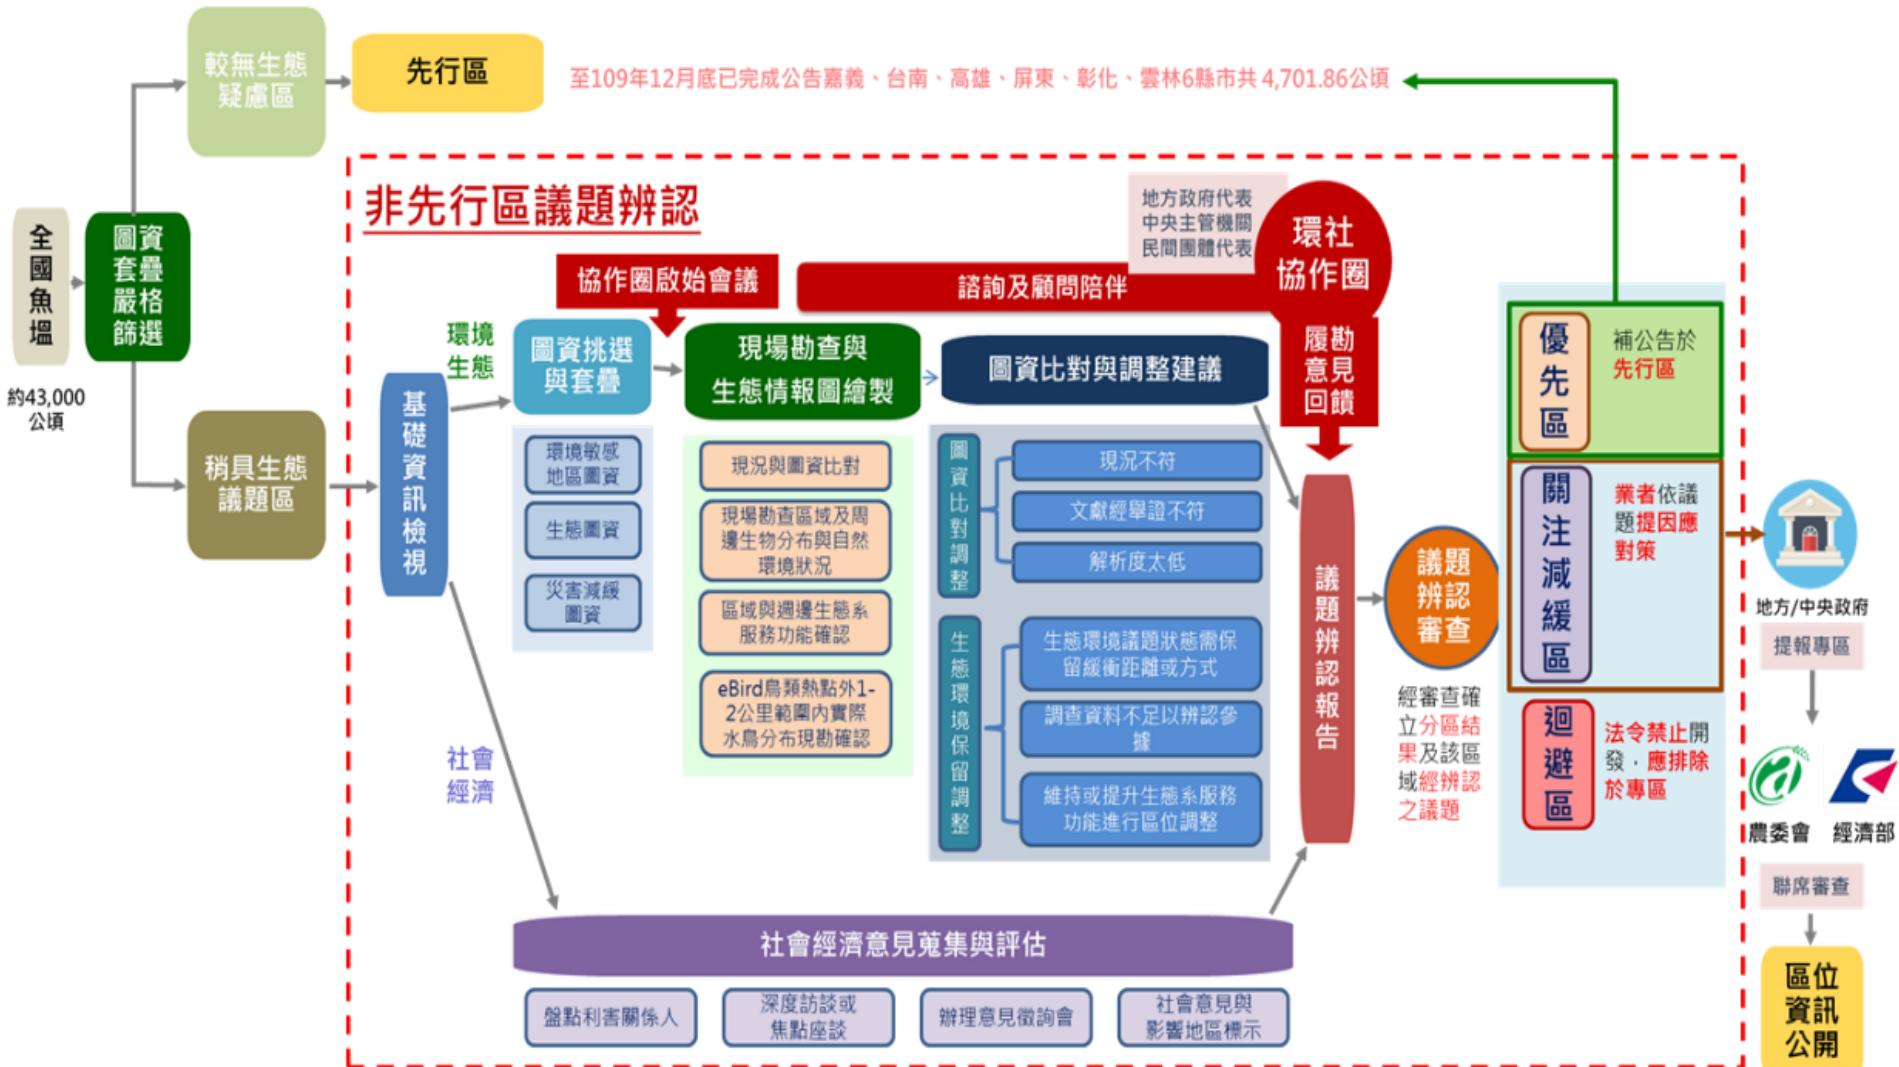 全
國
魚
塭
約43,000
公頃
圖資
套疊
嚴格
篩選
較無生態
疑慮區
先行區
至109年12月底已完成公告嘉義、台南、高雄、屏東、彰化、雲林6縣市共 4,701.86公頃
稍具生態
議題區
非先行區議題辨認
基
礎
資
訊
檢
視
環境
生態
社會
經濟
協作圈啟始會議
諮詢及顧問陪伴
地方政府代表
中央主管機關
民間團體代表
環社
協作圈
履勘
意見
回饋
圖資挑選
與套疊
環境敏感
地區圖資
生態圖資
災害減緩
圖資
現場勘查與
生態情報圖繪製
現況與圖資比對
現場勘查區域及周
邊生物分布與自然
環境狀況
區域與週邊生態系
服務功能確認
eBird鳥類熱點外1-
2公里範圍內實際
水鳥分布現勘確認
圖資比對與調整建議
圖
資
比
對
調
整
現況不符
文獻經舉證不符
解析度太低
生
態
環
境
保
留
調
整
生態環境議題狀態需保
留緩衝距離或方式
調查資料不足以辨認參
據
維持或提升生態系服務
功能進行區位調整
社會經濟意見蒐集與評估
盤點利害關係人
深度訪談或
焦點座談
辦理意見徵詢會
社會意見與
影響地區標示
議
題
辨
認
報
告
議題
辨認
審查
經審查確
立分區結
果及該區
域經辨認
之議題
優
先
區
補公告於
先行區
關
注
減
緩
區
業者依議
題提因應
對策
迴
避
區
法令禁止開
發，應排除
於專區
地方/中央政府
提報專區
農委會
經濟部
聯席審查
區位
資訊
公開